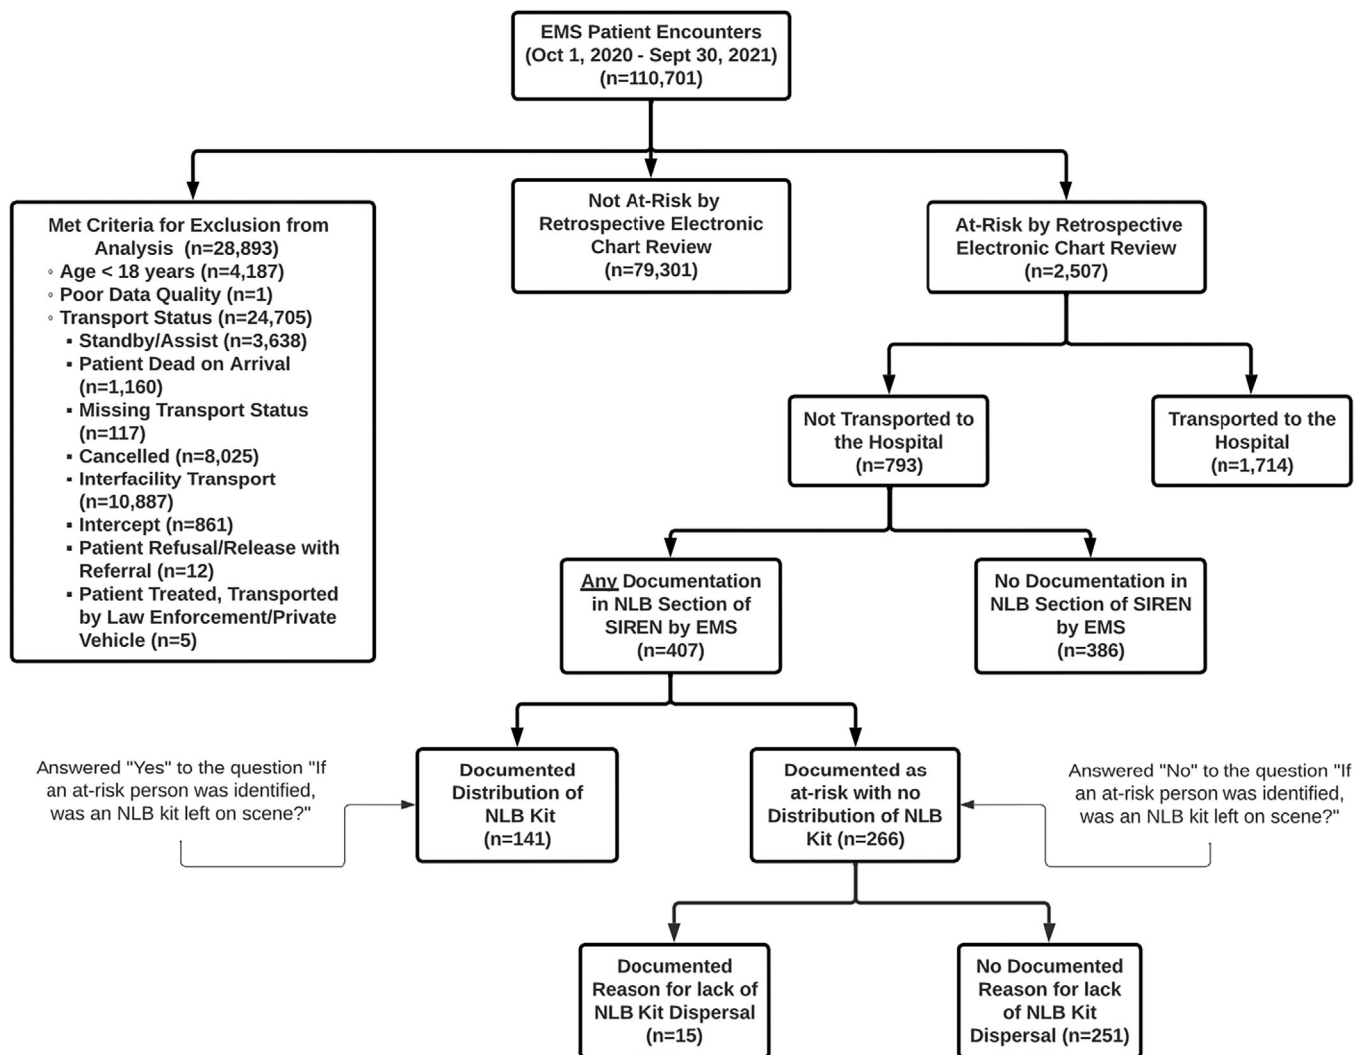 EMS Patient Encounters
(Oct 1, 2020 - Sept 30, 2021)
(n=110,701)
Met Criteria for Exclusion from
Analysis (n=28,893)
◦ Age < 18 years (n=4,187)
◦ Poor Data Quality (n=1)
◦ Transport Status (n=24,705)
▪ Standby/Assist (n=3,638)
▪ Patient Dead on Arrival
(n=1,160)
▪ Missing Transport Status
(n=117)
▪ Cancelled (n=8,025)
▪ Interfacility Transport
(n=10,887)
▪ Intercept (n=861)
▪ Patient Refusal/Release with
Referral (n=12)
▪ Patient Treated, Transported
by Law Enforcement/Private
Vehicle (n=5)
Not At-Risk by
Retrospective Electronic
Chart Review
(n=79,301)
At-Risk by Retrospective
Electronic Chart Review
(n=2,507)
Not Transported to
the Hospital
(n=793)
Transported to the
Hospital
(n=1,714)
Any Documentation
in NLB Section of
SIREN by EMS
(n=407)
No Documentation in
NLB Section of SIREN
by EMS
(n=386)
Answered "Yes" to the question "If
an at-risk person was identified,
was an NLB kit left on scene?"
Documented
Distribution of
NLB Kit
(n=141)
Documented as
at-risk with no
Distribution of NLB
Kit (n=266)
Answered "No" to the question "If
an at-risk person was identified,
was an NLB kit left on scene?"
Documented
Reason for lack of
NLB Kit Dispersal
(n=15)
No Documented
Reason for lack
of NLB Kit
Dispersal (n=251)